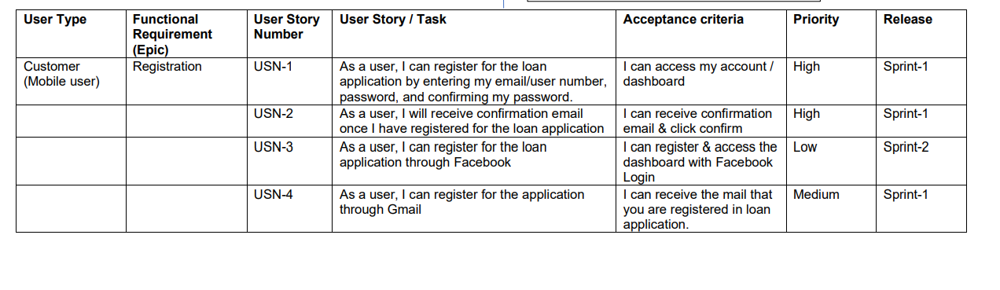 User Type
Functional
Requirement
(Epic)
User Story
Number
User Story / Task
Acceptance criteria
Priority
Release
Customer
(Mobile user)
Registration
USN-1
As a user, I can register for the loan
application by entering my email/user number,
password, and confirming my password.
I can access my account /
dashboard
High
Sprint-1
USN-2
As a user, I will receive confirmation email
once I have registered for the loan application
I can receive confirmation
email & click confirm
High
Sprint-1
USN-3
As a user, I can register for the loan
application through Facebook
I can register & access the
dashboard with Facebook
Login
Low
Sprint-2
USN-4
As a user, I can register for the application
through Gmail
I can receive the mail that
you are registered in loan
application.
Medium
Sprint-1